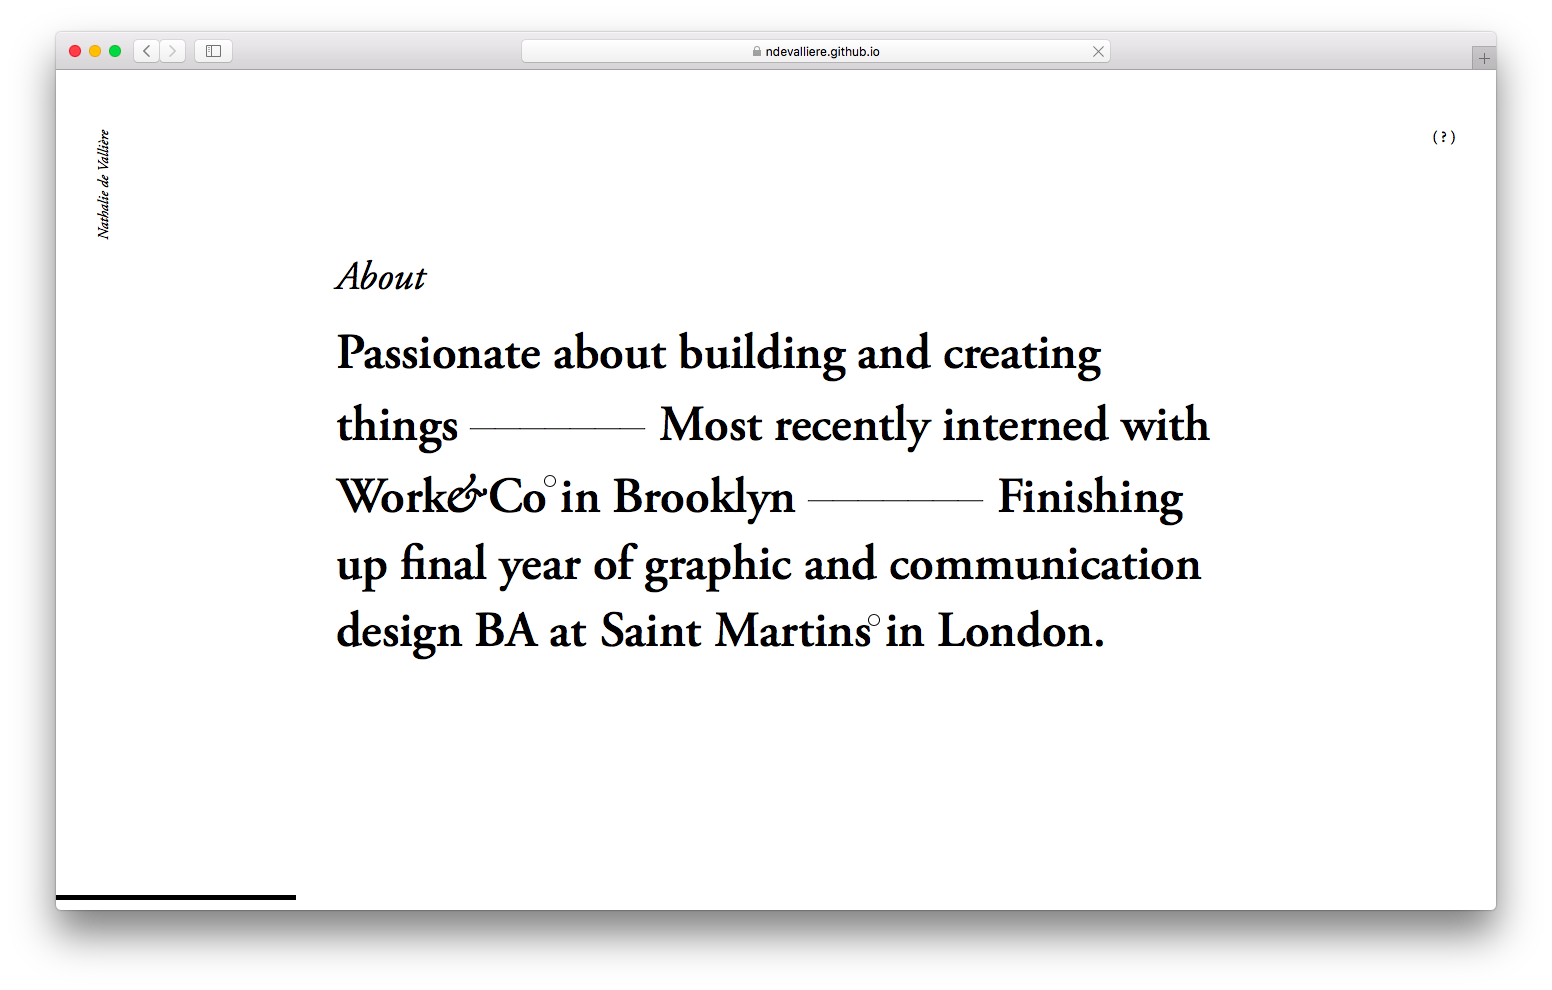 ndevalliere.github.io
Nathalie de Vallière
(?)
About
Passionate about building and creating
things ———— Most recently interned with
Work&Co° in Brooklyn ———— Finishing
up final year of graphic and communication
design BA at Saint Martins° in London.